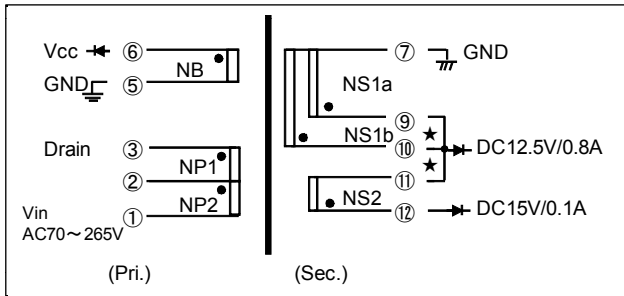 Vcc ⑥ ⑦ GND
NB NS1a
GND ⑤
⑨
NS1b ★
Drain ③ ⑩ DC12.5V/0.8A
NP1 ★
② ⑪
NP2 NS2
Vin ① ⑫ DC15V/0.1A
AC70～265V
(Pri.) (Sec.)